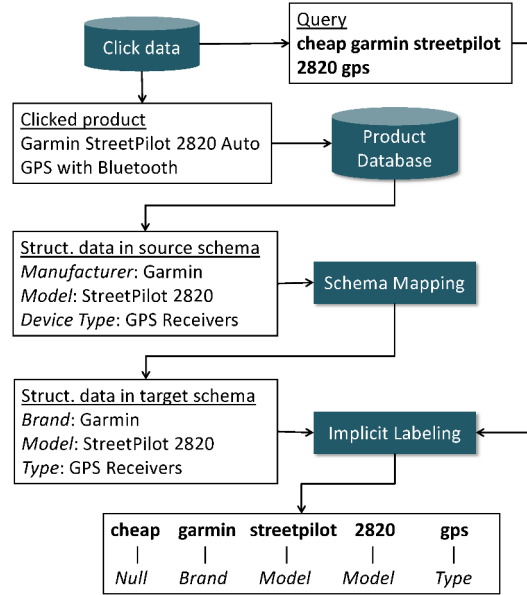 Click data
Query
cheap garmin streetpilot
2820 gps
Clicked product
Garmin StreetPilot 2820 Auto
GPS with Bluetooth
Product
Database
Struct. data in source schema
Manufacturer: Garmin
Model: StreetPilot 2820
Device Type: GPS Receivers
Schema Mapping
Struct. data in target schema
Brand: Garmin
Model: StreetPilot 2820
Type: GPS Receivers
Implicit Labeling
cheap garmin streetpilot 2820 gps
Null Brand Model Model Type